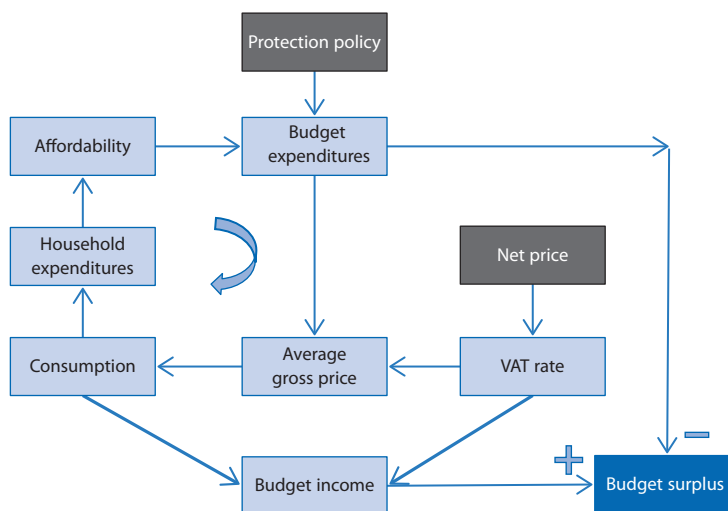 Protection policy
Affordability
Budget
expenditures
Household
expenditures
Net price
Consumption
Average
gross price
VAT rate
Budget income
+
−
Budget surplus